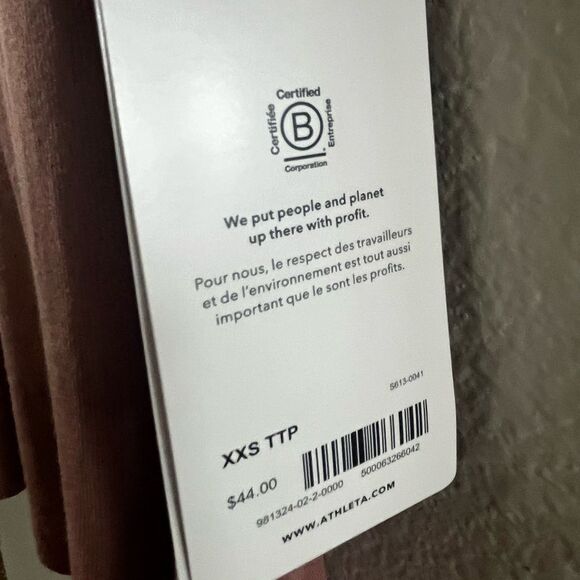 Certified
Certifiée
B
Entreprise
Corporation
We put people and planet
up there with profit.
Pour nous, le respect des travailleurs
et de l'environnement est tout aussi
important que le sont les profits.
S613-0041
XXS TTP
$44.00
981324-02-2-0000
500063266042
WWW.ATHLETA.COM